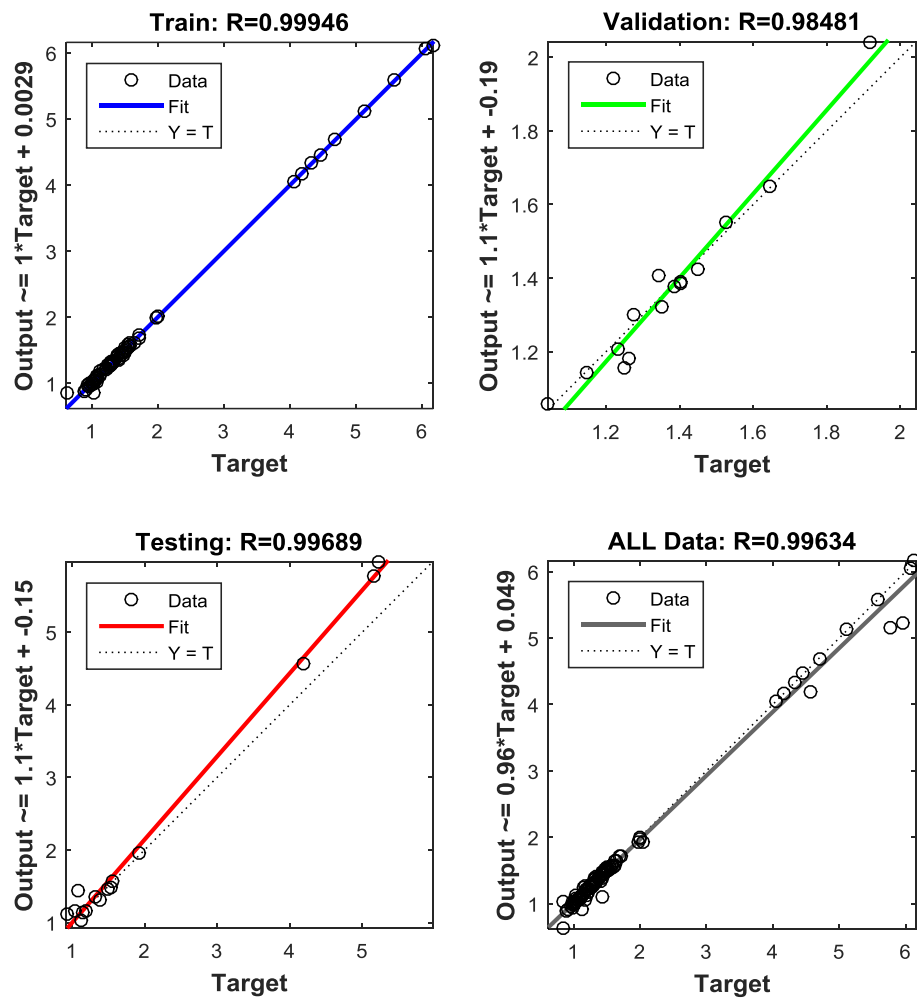 Train: R=0.99946
Output ~= 1*Target + 0.0029
6
5
4
3
2
1
Data
Fit
Y = T
1
2
3
4
5
6
Target
Validation: R=0.98481
Output ~= 1.1*Target + -0.19
2
1.8
1.6
1.4
1.2
Data
Fit
Y = T
1.2
1.4
1.6
1.8
2
Target
Testing: R=0.99689
Output ~= 1.1*Target + -0.15
5
4
3
2
1
Data
Fit
Y = T
1
2
3
4
5
Target
ALL Data: R=0.99634
Output ~= 0.96*Target + 0.049
6
5
4
3
2
1
Data
Fit
Y = T
1
2
3
4
5
6
Target